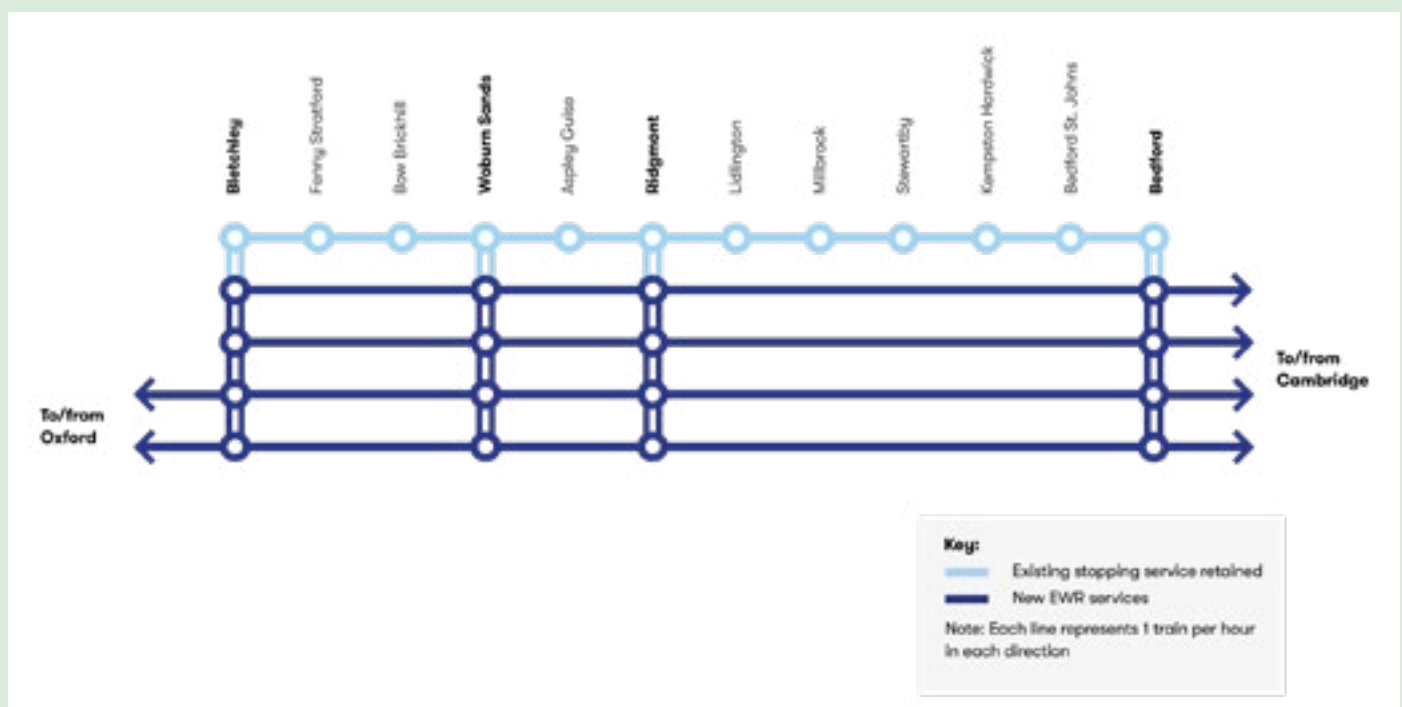 Bletchley
Fenny Stratford
Bow Brickhill
Woburn Sands
Aspley Guise
Ridgmont
Lidlington
Millbrook
Stewartby
Kempston Hardwick
Bedford St. Johns
Bedford
To/from
Cambridge
To/from
Oxford
Key:
Existing stopping service retained
New EWR services
Note: Each line represents 1 train per hour
in each direction